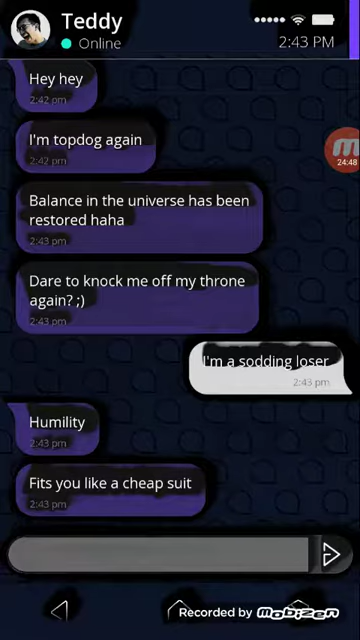 Teddy
Online
2:43 PM
Hey hey
2:42 pm
I'm topdog again
2:42 pm
24:48
Balance in the universe has been
restored haha
2:43 pm
Dare to knock me off my throne
again? ;)
2:43 pm
I'm a sodding loser
2:43 pm
Humility
2:43 pm
Fits you like a cheap suit
2:43 pm
Recorded by Mobizen